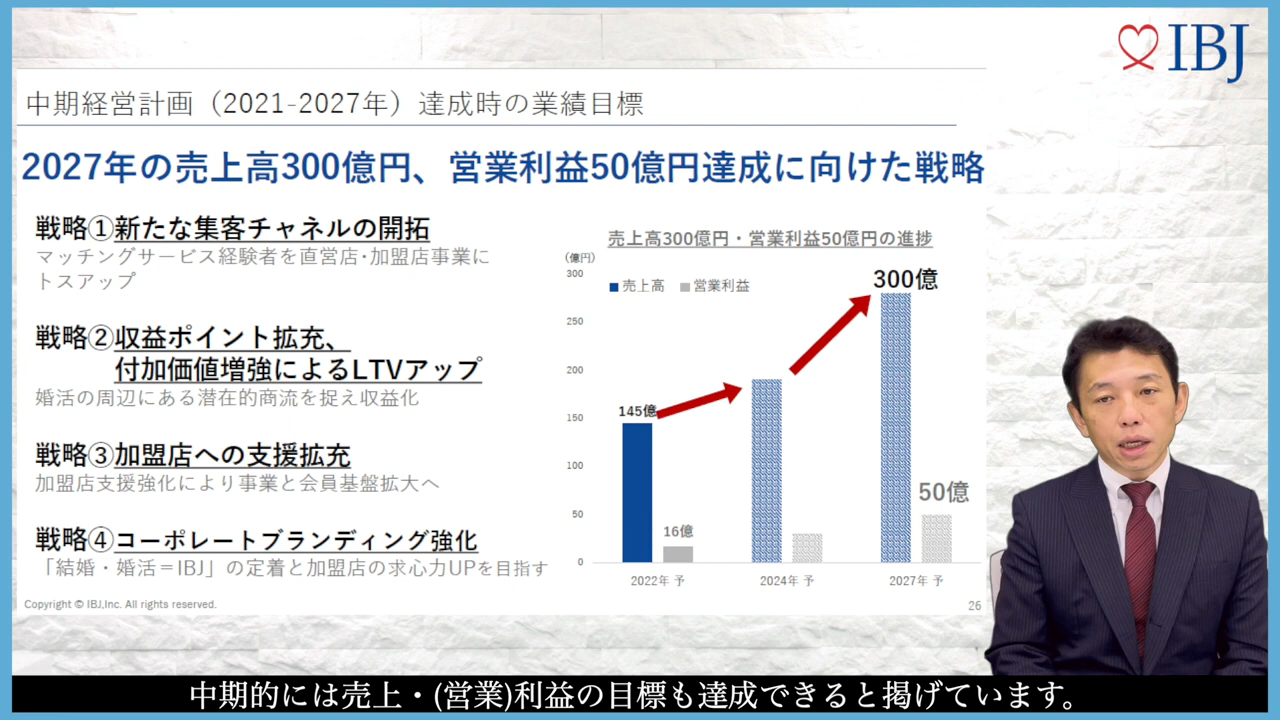 IBJ
中期経営計画（2021-2027年）達成時の業績目標
2027年の売上高300億円、営業利益50億円達成に向けた戦略
戦略①新たな集客チャネルの開拓
マッチングサービス経験者を直営店・加盟店事業に
トスアップ
戦略②収益ポイント拡充、
付加価値増強によるLTVアップ
婚活の周辺にある潜在的商流を捉え収益化
戦略③加盟店への支援拡充
加盟店支援強化により事業と会員基盤拡大へ
戦略④コーポレートブランディング強化
「結婚・婚活＝IBJ」の定着と加盟店の求心力UPを目指す
売上高300億円・営業利益50億円の進捗
（億円）
売上高 営業利益
300
250
200
150
100
50
0
145億
16億
300億
50億
2022年 予 2024年 予 2027年 予
Copyright © IBJ,Inc. All rights reserved.
26
中期的には売上・(営業)利益の目標も達成できると掲げています。